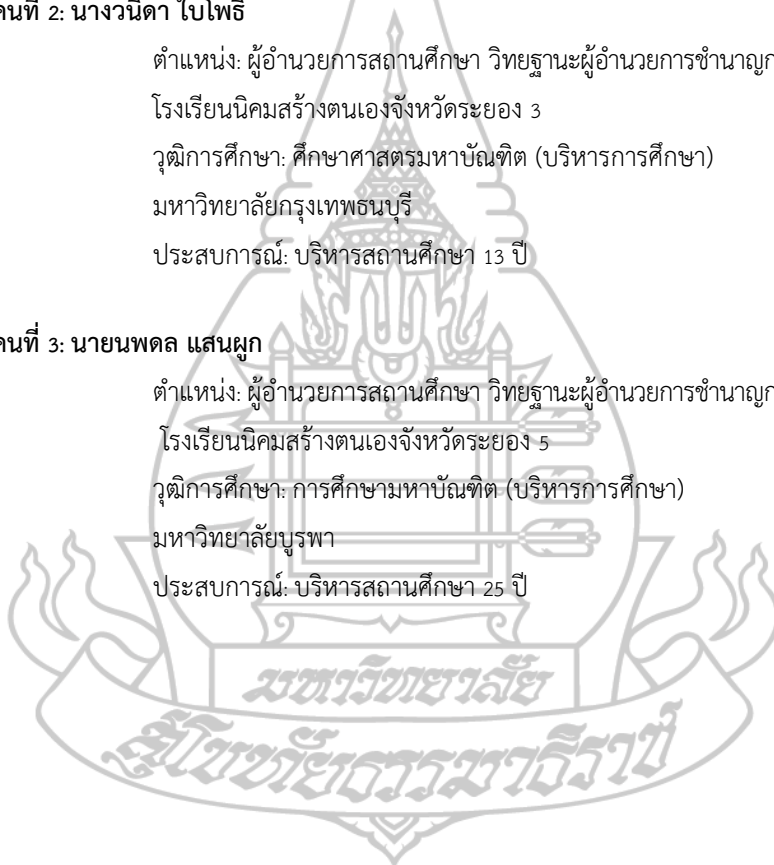 คนที่ 2: นางวนิดา ใบโพธิ์
ตำแหน่ง: ผู้อำนวยการสถานศึกษา วิทยฐานะผู้อำนวยการชำนาญก
โรงเรียนนิคมสร้างตนเองจังหวัดระยอง 3
วุฒิการศึกษา: ศึกษาศาสตรมหาบัณฑิต (บริหารการศึกษา)
มหาวิทยาลัยกรุงเทพธนบุรี
ประสบการณ์: บริหารสถานศึกษา 13 ปี
คนที่ 3: นายนพดล แสนผูก
ตำแหน่ง: ผู้อำนวยการสถานศึกษา วิทยฐานะผู้อำนวยการชำนาญก
โรงเรียนนิคมสร้างตนเองจังหวัดระยอง 5
วุฒิการศึกษา: การศึกษามหาบัณฑิต (บริหารการศึกษา)
มหาวิทยาลัยบูรพา
ประสบการณ์: บริหารสถานศึกษา 25 ปี
มหาวิทยาลัย
สุโขทัยธรรมาธิราช